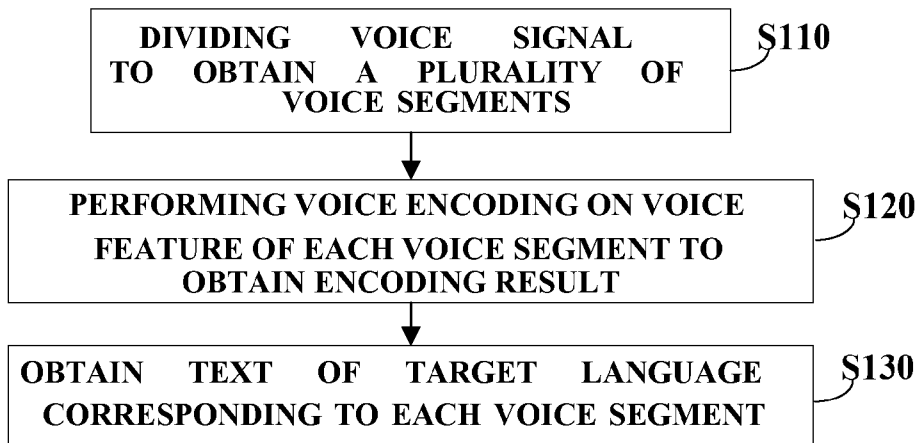 DIVIDING VOICE SIGNAL
TO OBTAIN A PLURALITY OF
VOICE SEGMENTS
S110
PERFORMING VOICE ENCODING ON VOICE
FEATURE OF EACH VOICE SEGMENT TO
OBTAIN ENCODING RESULT
S120
OBTAIN TEXT OF TARGET LANGUAGE
CORRESPONDING TO EACH VOICE SEGMENT
S130